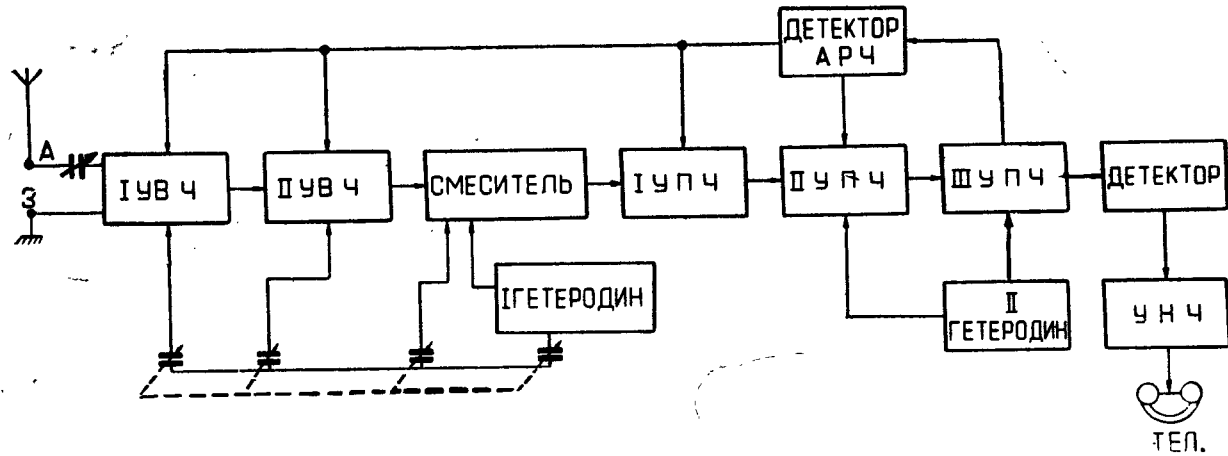 ДЕТЕКТОР
АРЧ
А
З
I УВЧ
II УВЧ
СМЕСИТЕЛЬ
I УПЧ
II УПЧ
III УПЧ
ДЕТЕКТОР
I ГЕТЕРОДИН
II
ГЕТЕРОДИН
УНЧ
ТЕЛ.